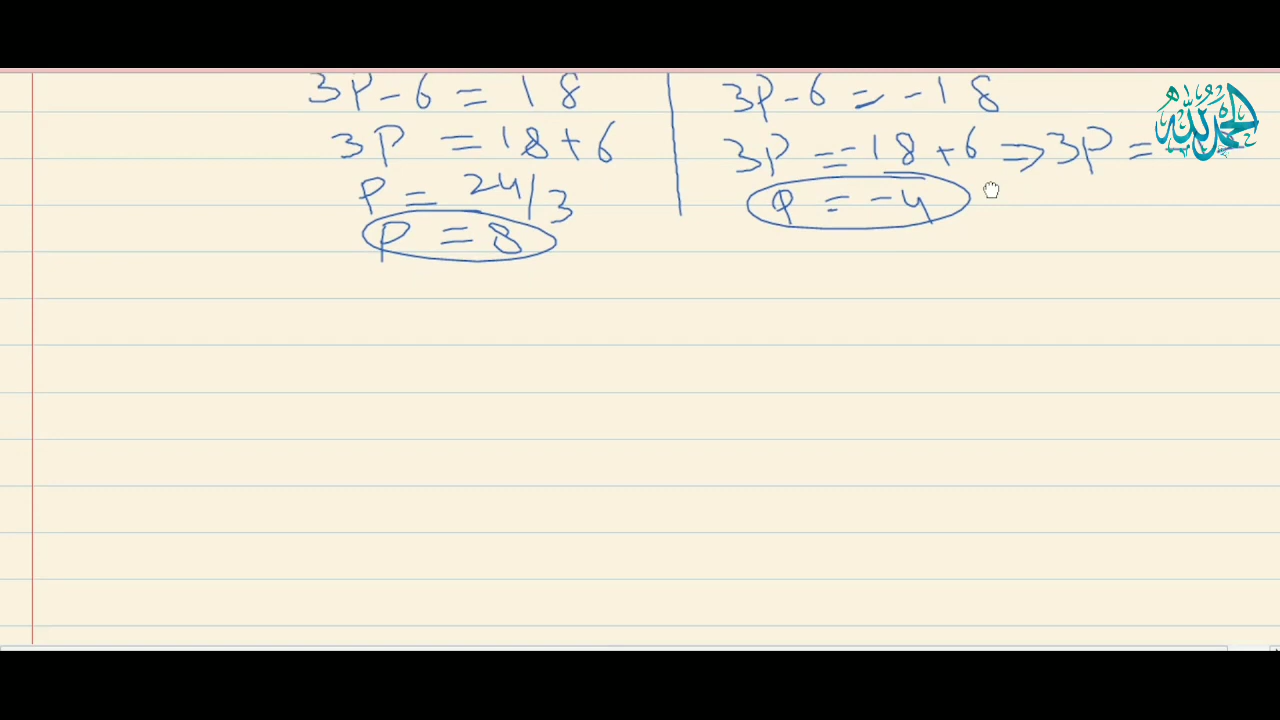 3P - 6 = 18
3P = 18 + 6
P = 24/3
P = 8
3P - 6 = -18
3P = -18 + 6 ⇒ 3P =
P = -4
الحمد لله